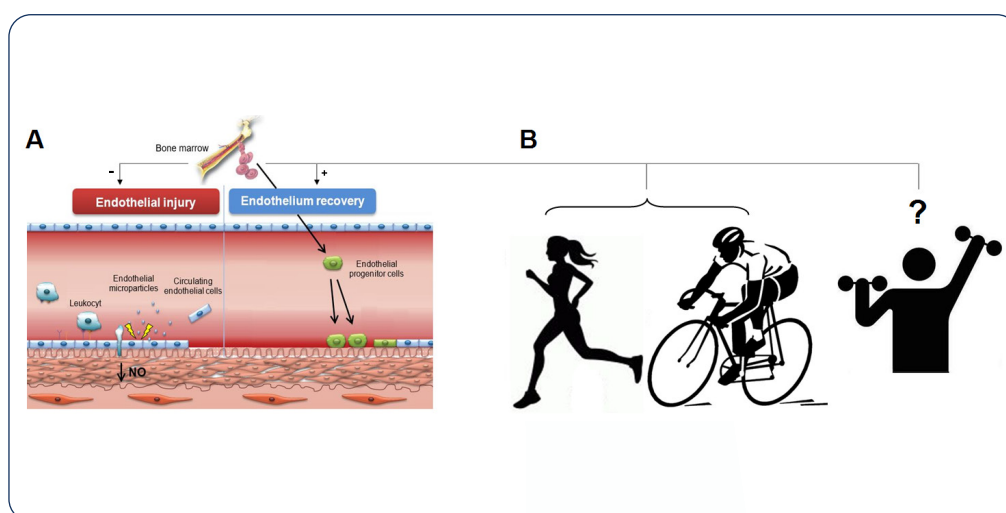 A
B
Bone marrow
-
+
Endothelial injury
Endothelium recovery
?
Endothelial
progenitor cells
Endothelial
microparticles
Circulating
endothelial cells
Leukocyt
NO